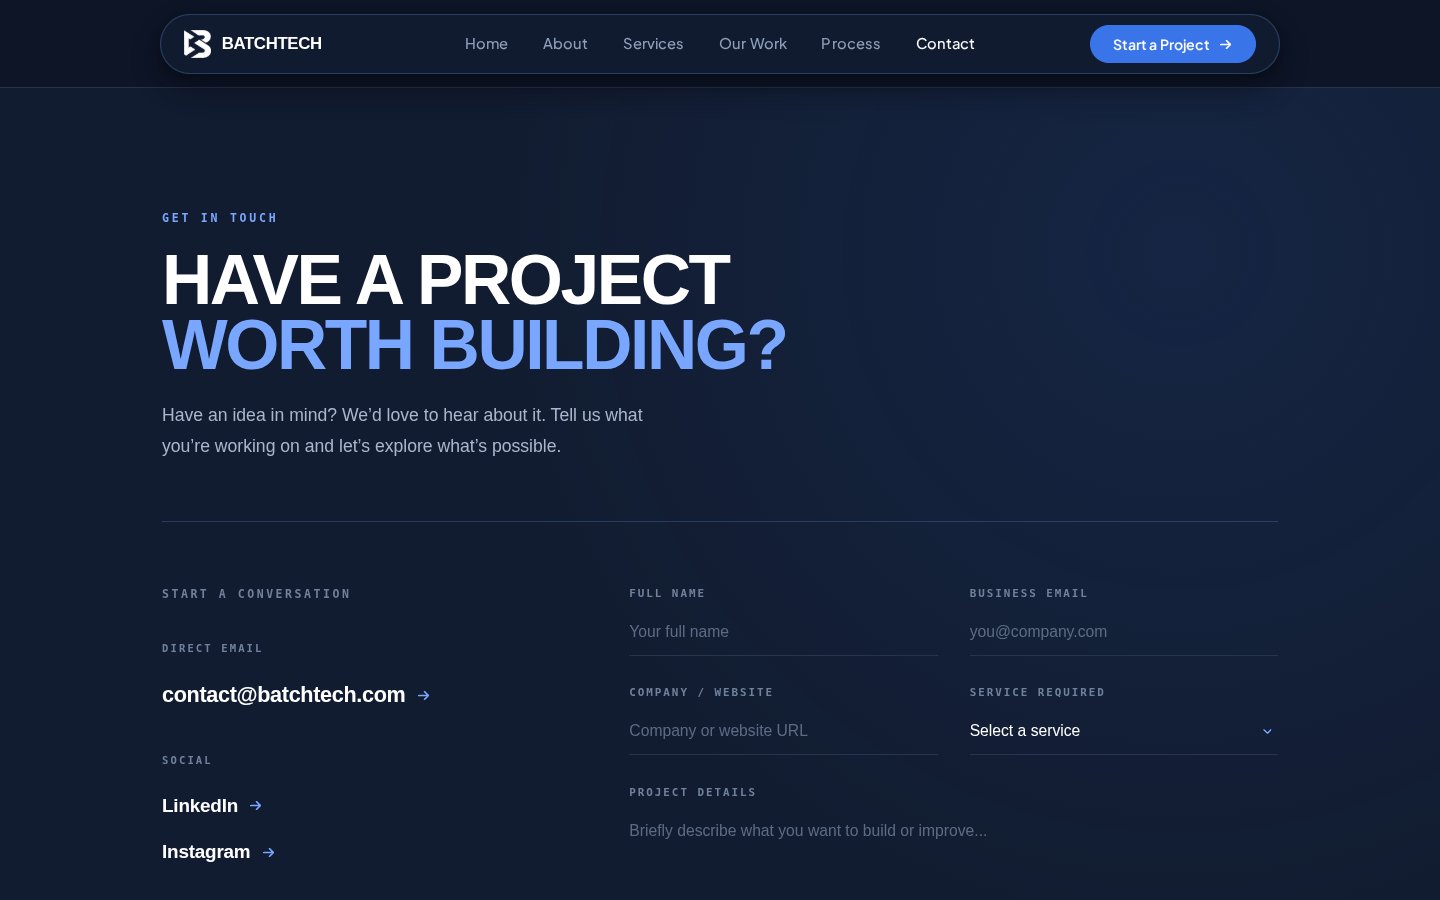 BATCHTECH
Home
About
Services
Our Work
Process
Contact
Start a Project
GET IN TOUCH
HAVE A PROJECT
WORTH BUILDING?
Have an idea in mind? We’d love to hear about it. Tell us what
you’re working on and let’s explore what’s possible.
START A CONVERSATION
DIRECT EMAIL
contact@batchtech.com
SOCIAL
LinkedIn
Instagram
FULL NAME
Your full name
BUSINESS EMAIL
you@company.com
COMPANY / WEBSITE
Company or website URL
SERVICE REQUIRED
Select a service
PROJECT DETAILS
Briefly describe what you want to build or improve...